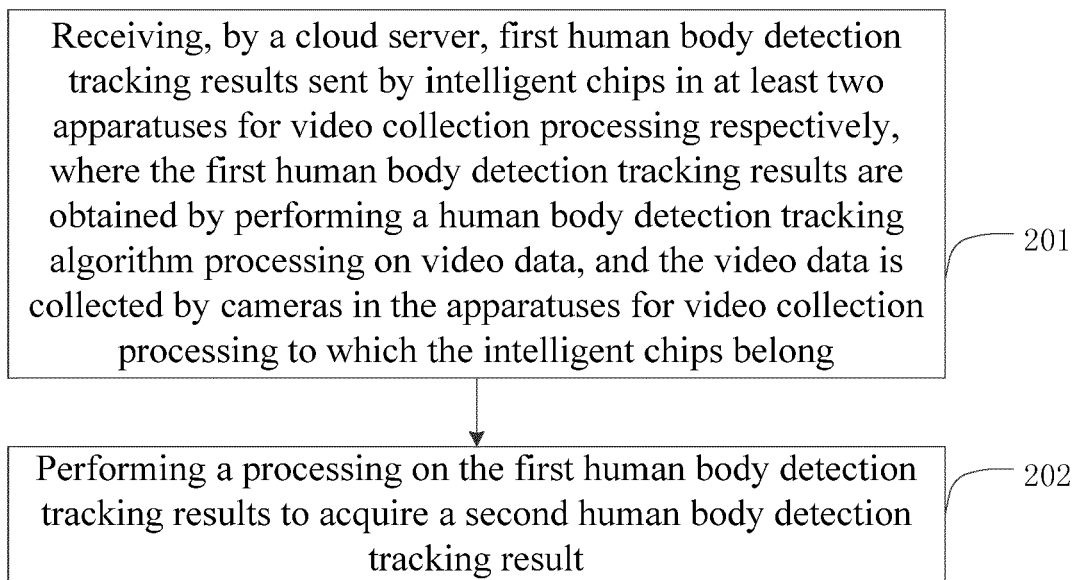 Receiving, by a cloud server, first human body detection
tracking results sent by intelligent chips in at least two
apparatuses for video collection processing respectively,
where the first human body detection tracking results are
obtained by performing a human body detection tracking
algorithm processing on video data, and the video data is
collected by cameras in the apparatuses for video collection
processing to which the intelligent chips belong
201
Performing a processing on the first human body detection
tracking results to acquire a second human body detection
tracking result
202